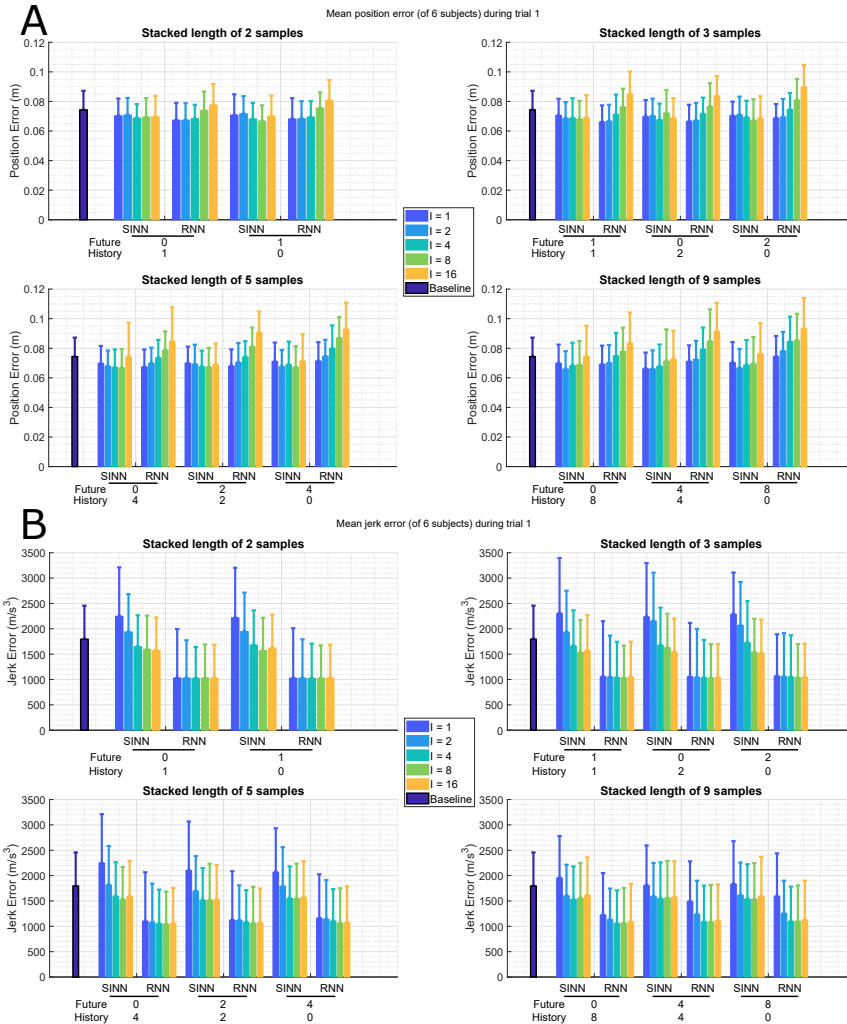 A
Mean position error (of 6 subjects) during trial 1
Stacked length of 2 samples
Position Error (m)
0.12
0.1
0.08
0.06
0.04
0.02
0
SINN RNN SINN RNN
Future 0 1
History 1 0
Stacked length of 3 samples
Position Error (m)
0.12
0.1
0.08
0.06
0.04
0.02
0
SINN RNN SINN RNN SINN RNN
Future 1 0 2
History 1 2 0
I = 1
I = 2
I = 4
I = 8
I = 16
Baseline
Stacked length of 5 samples
Position Error (m)
0.12
0.1
0.08
0.06
0.04
0.02
0
SINN RNN SINN RNN SINN RNN
Future 0 2 4
History 4 2 0
Stacked length of 9 samples
Position Error (m)
0.12
0.1
0.08
0.06
0.04
0.02
0
SINN RNN SINN RNN SINN RNN
Future 0 4 8
History 8 4 0
B
Mean jerk error (of 6 subjects) during trial 1
Stacked length of 2 samples
Jerk Error (m/s³)
3500
3000
2500
2000
1500
1000
500
0
SINN RNN SINN RNN
Future 0 1
History 1 0
Stacked length of 3 samples
Jerk Error (m/s³)
3500
3000
2500
2000
1500
1000
500
0
SINN RNN SINN RNN SINN RNN
Future 1 0 2
History 1 2 0
I = 1
I = 2
I = 4
I = 8
I = 16
Baseline
Stacked length of 5 samples
Jerk Error (m/s³)
3500
3000
2500
2000
1500
1000
500
0
SINN RNN SINN RNN SINN RNN
Future 0 2 4
History 4 2 0
Stacked length of 9 samples
Jerk Error (m/s³)
3500
3000
2500
2000
1500
1000
500
0
SINN RNN SINN RNN SINN RNN
Future 0 4 8
History 8 4 0